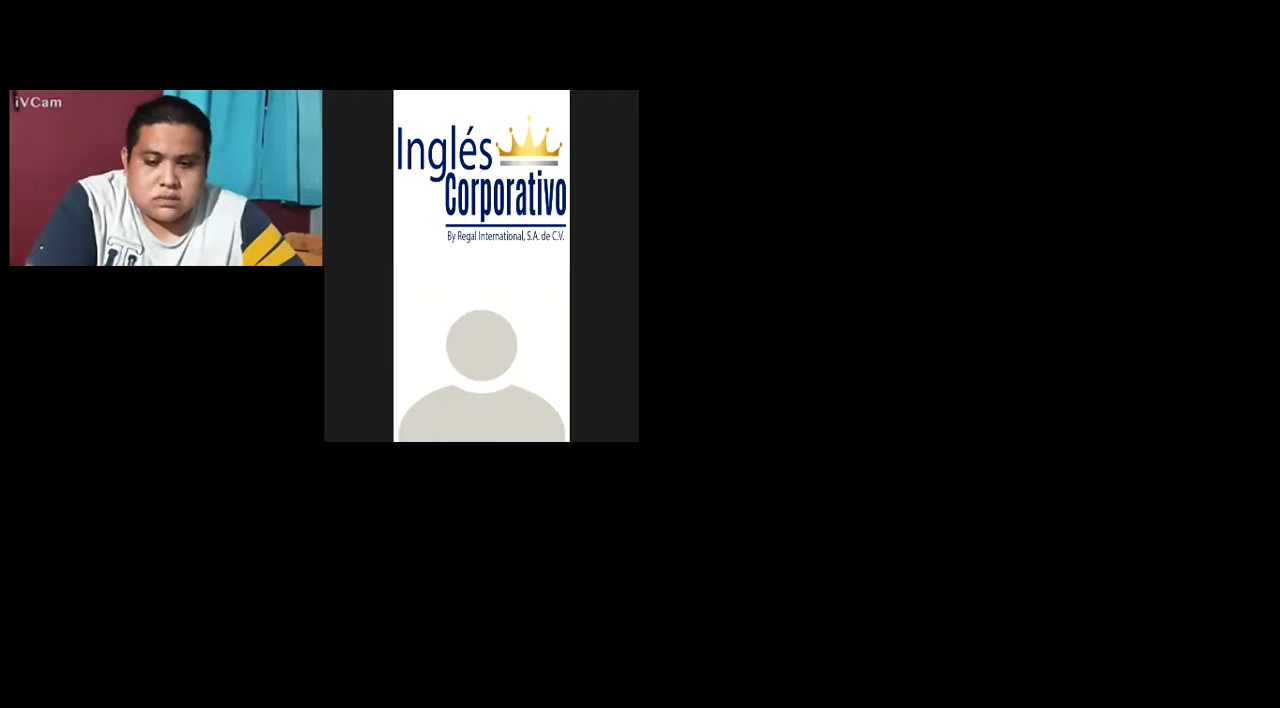 iVCam
Inglés
Corporativo
By Regal International, S.A. de C.V.